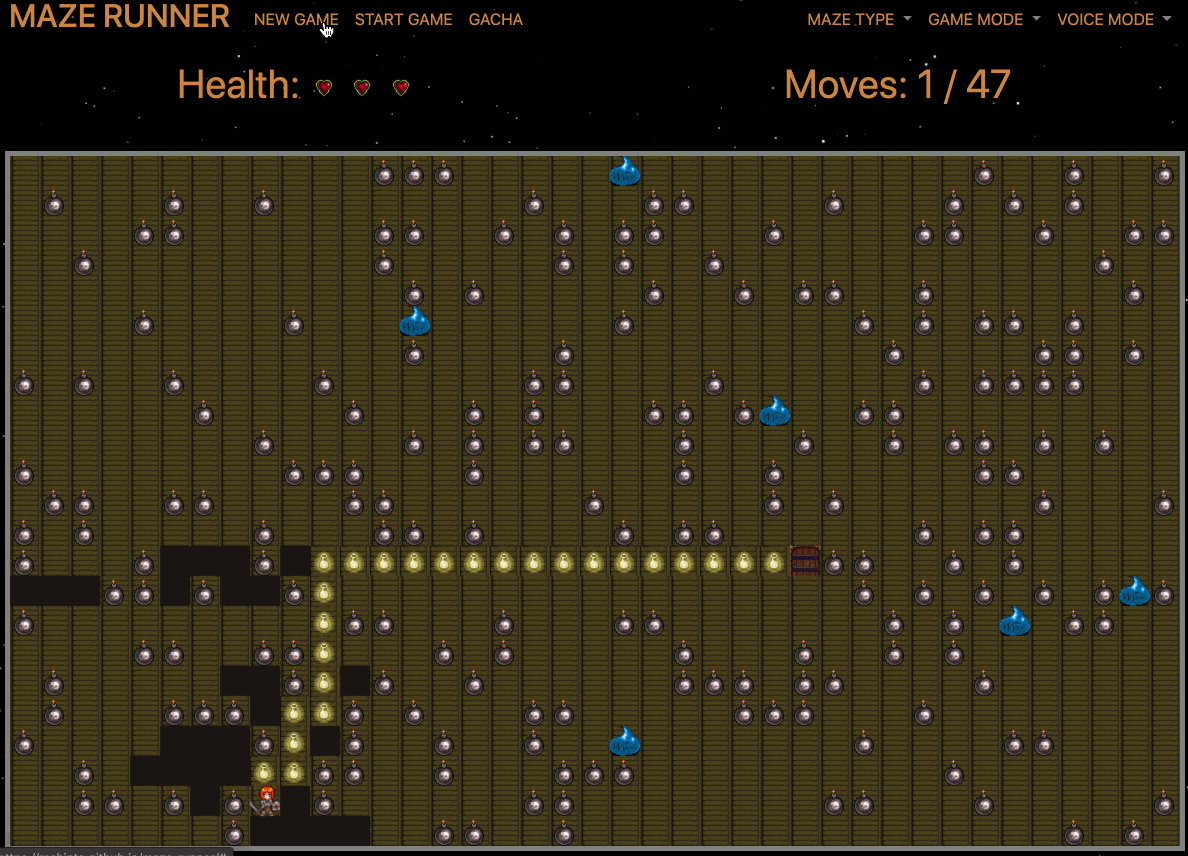 MAZE RUNNER NEW GAME START GAME GACHA MAZE TYPE GAME MODE VOICE MODE
Health: Moves: 1 / 47